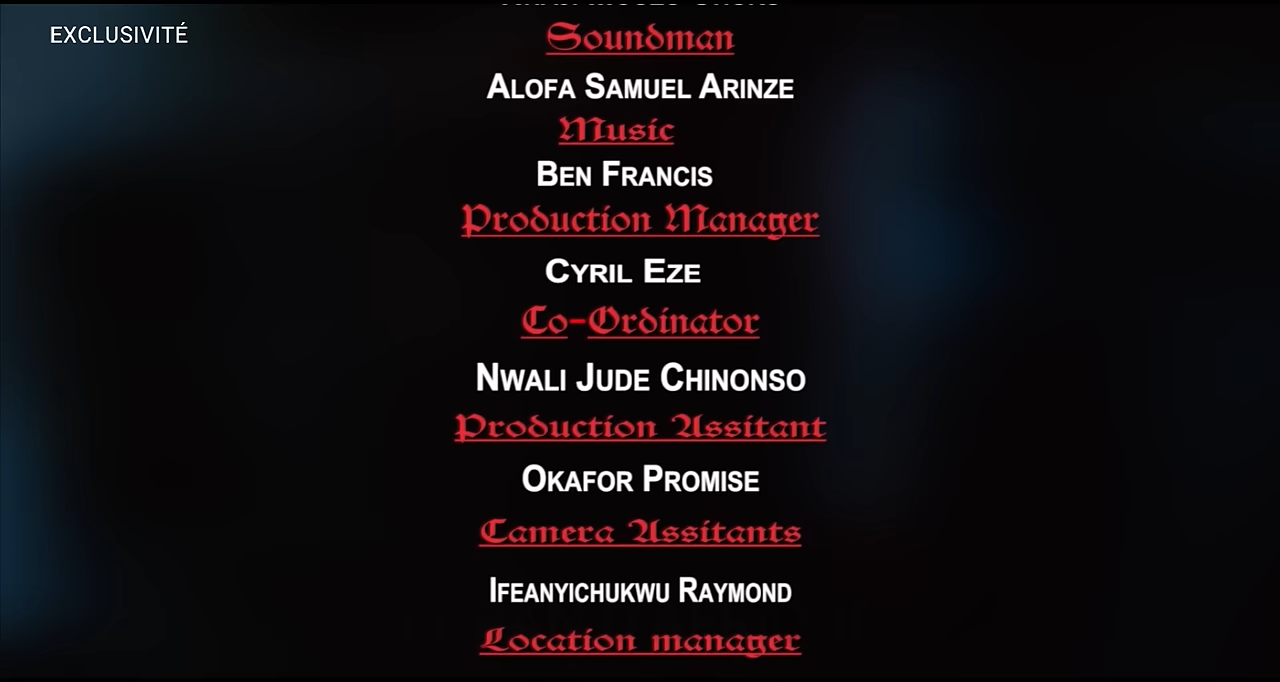 EXCLUSIVITÉ
Soundman
ALOFA SAMUEL ARINZE
Music
BEN FRANCIS
Production Manager
CYRIL EZE
Co-Ordinator
NWALI JUDE CHINONSO
Production Assitant
OKAFOR PROMISE
Camera Assitants
IFEANYICHUKWU RAYMOND
Location manager